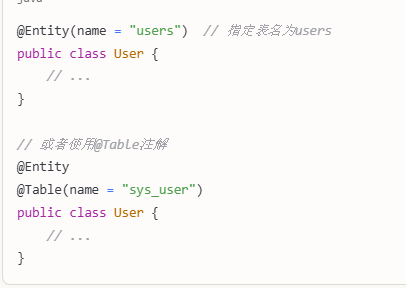 java
@Entity(name = "users")  // 指定表名为users
public class User {
    // ...
}

// 或者使用@Table注解
@Entity
@Table(name = "sys_user")
public class User {
    // ...
}